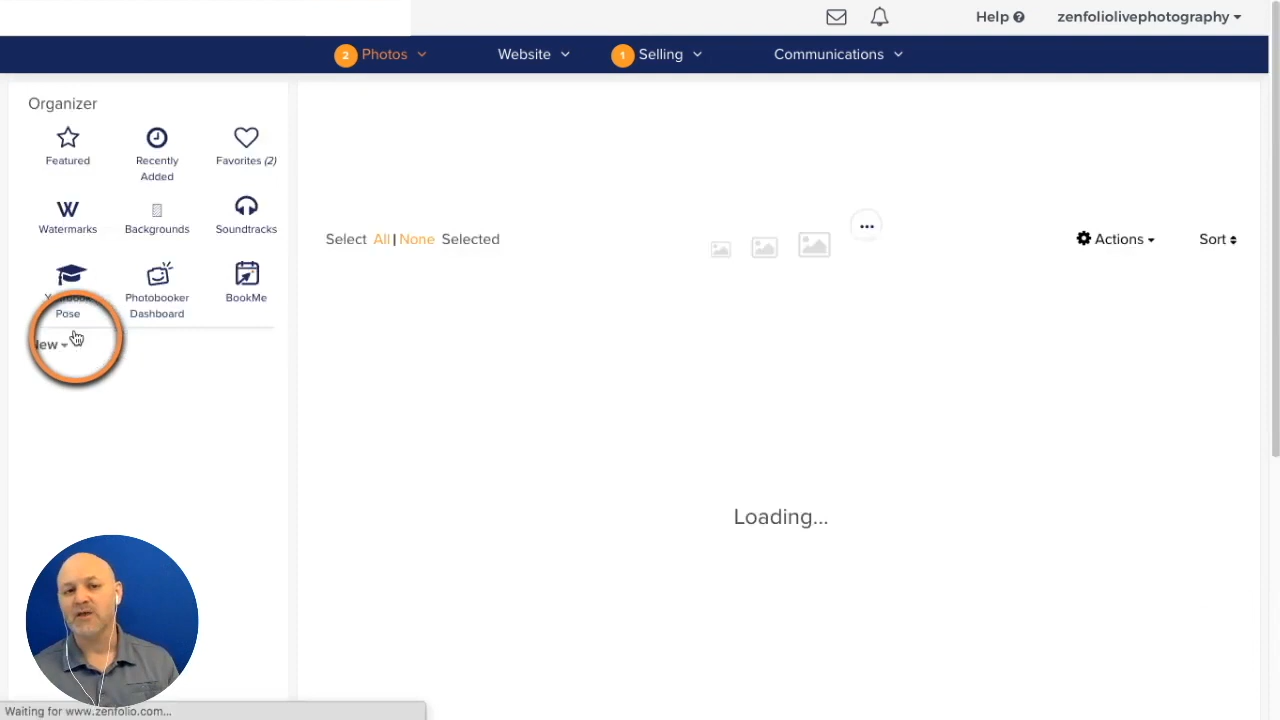 Help ?
zenfoliolivephotography
2 Photos
Website
1 Selling
Communications
Organizer
Featured
Recently
Added
Favorites (2)
W
Watermarks
Backgrounds
Soundtracks
Pose
Photobooker
Dashboard
BookMe
New
Select All | None Selected
Actions
Sort
Loading...
Waiting for www.zenfolio.com...